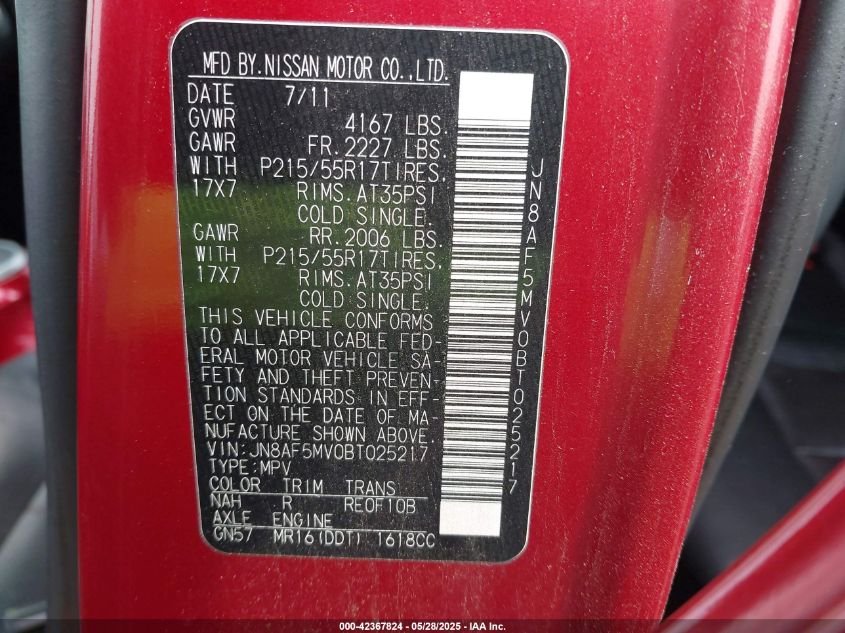 MFD BY.NISSAN MOTOR CO.,LTD.
DATE 7/11
GVWR 4167 LBS.
GAWR FR.2227 LBS.
WITH P215/55R17TIRES.
17X7 RIMS.AT35PSI
COLD SINGLE.
GAWR RR.2006 LBS.
WITH P215/55R17TIRES.
17X7 RIMS.AT35PSI
COLD SINGLE.
THIS VEHICLE CONFORMS
TO ALL APPLICABLE FED-
ERAL MOTOR VEHICLE SA-
FETY AND THEFT PREVEN-
TION STANDARDS IN EFF-
ECT ON THE DATE OF MA-
NUFACTURE SHOWN ABOVE.
VIN:JN8AF5MV0BT025217
TYPE:MPV
COLOR TRIM TRANS
NAH R RE0F10B
AXLE ENGINE
GN57 MR16(DDT) 1618CC
JN8AF5MV0BT025217
000-42367824 | 05/28/2025 - IAA Inc.